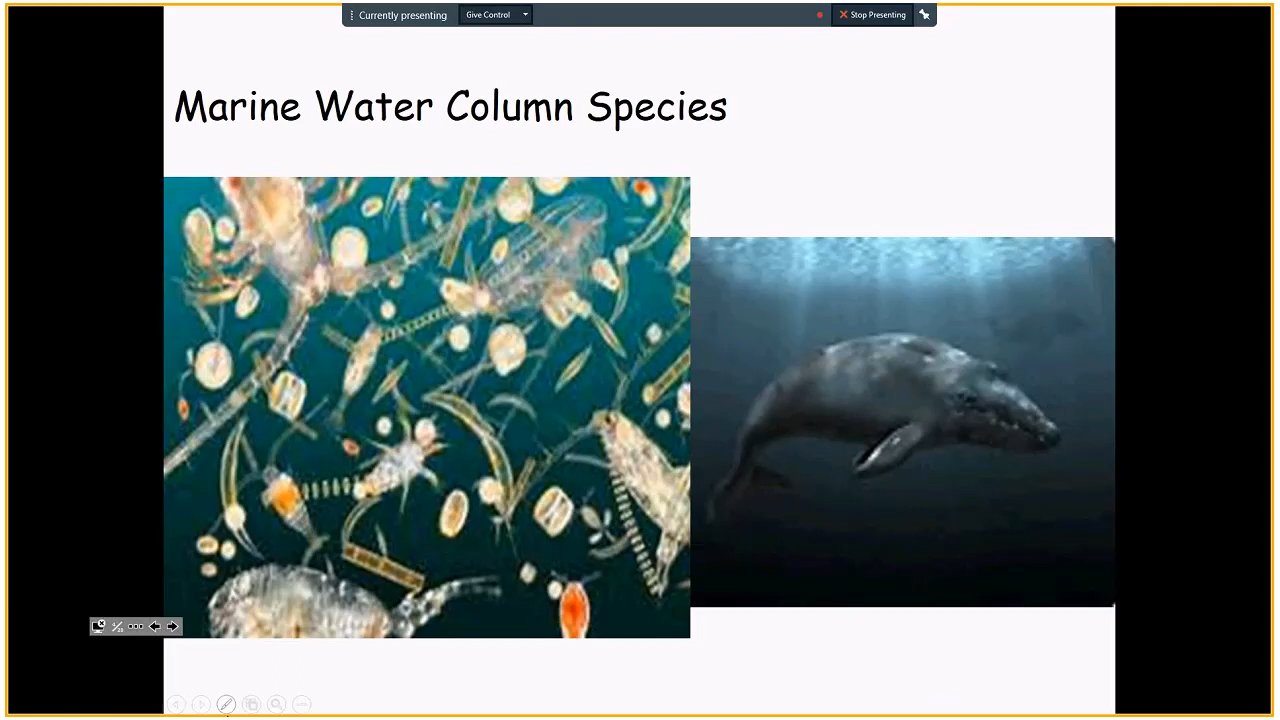 Currently presenting
Give Control
Stop Presenting
Marine Water Column Species